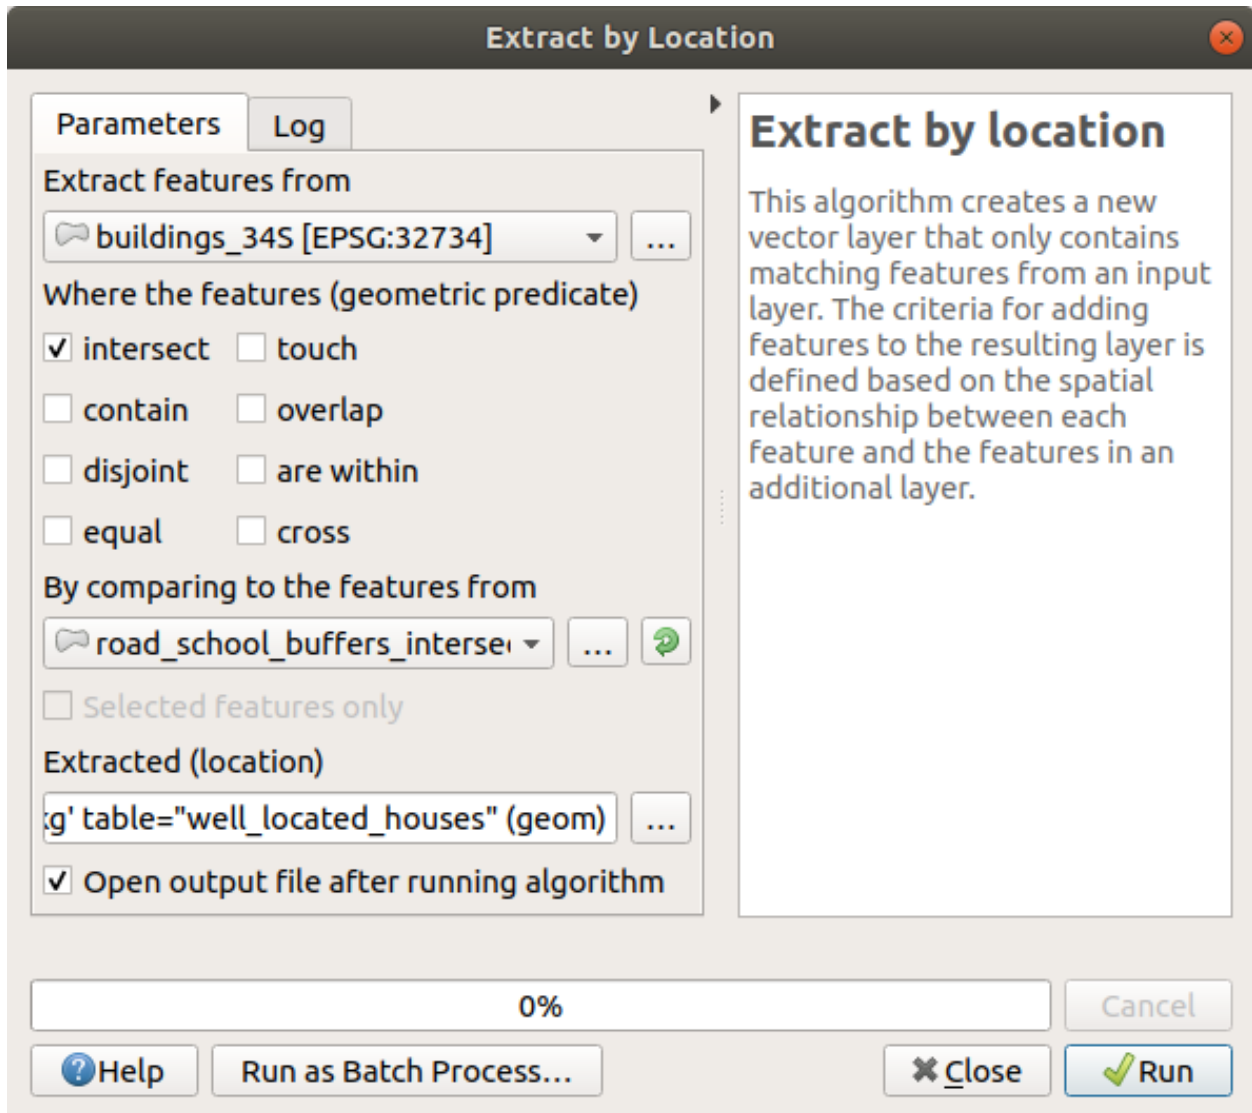 Extract by Location
Parameters
Log
Extract features from
buildings_34S [EPSG:32734]
...
Where the features (geometric predicate)
intersect
touch
contain
overlap
disjoint
are within
equal
cross
By comparing to the features from
road_school_buffers_interse
...
Selected features only
Extracted (location)
kg' table="well_located_houses" (geom)
...
Open output file after running algorithm
Extract by location
This algorithm creates a new
vector layer that only contains
matching features from an input
layer. The criteria for adding
features to the resulting layer is
defined based on the spatial
relationship between each
feature and the features in an
additional layer.
0%
Cancel
Help
Run as Batch Process...
Close
Run